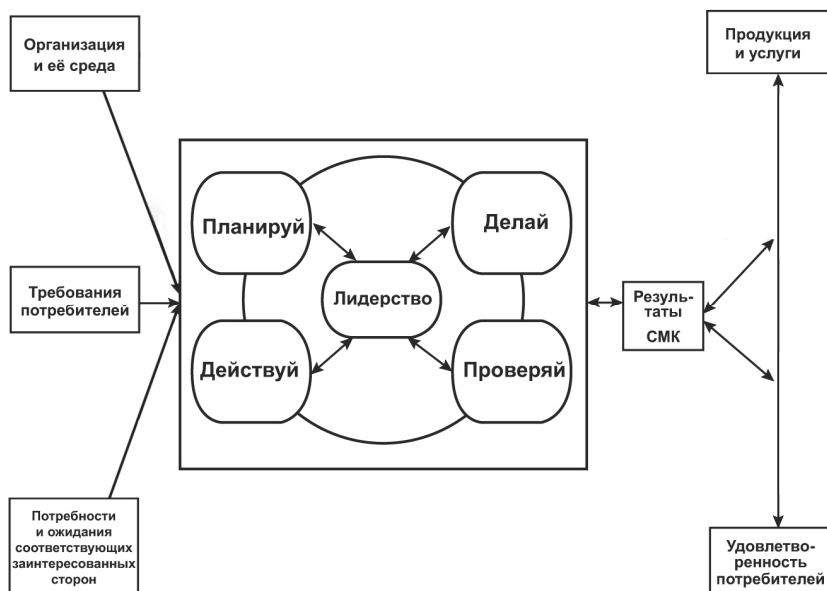 Организация
и её среда
Требования
потребителей
Потребности
и ожидания
соответствующих
заинтересованных
сторон
Планируй
Делай
Лидерство
Действуй
Проверяй
Резуль-
таты
СМК
Продукция
и услуги
Удовлетво-
ренность
потребителей